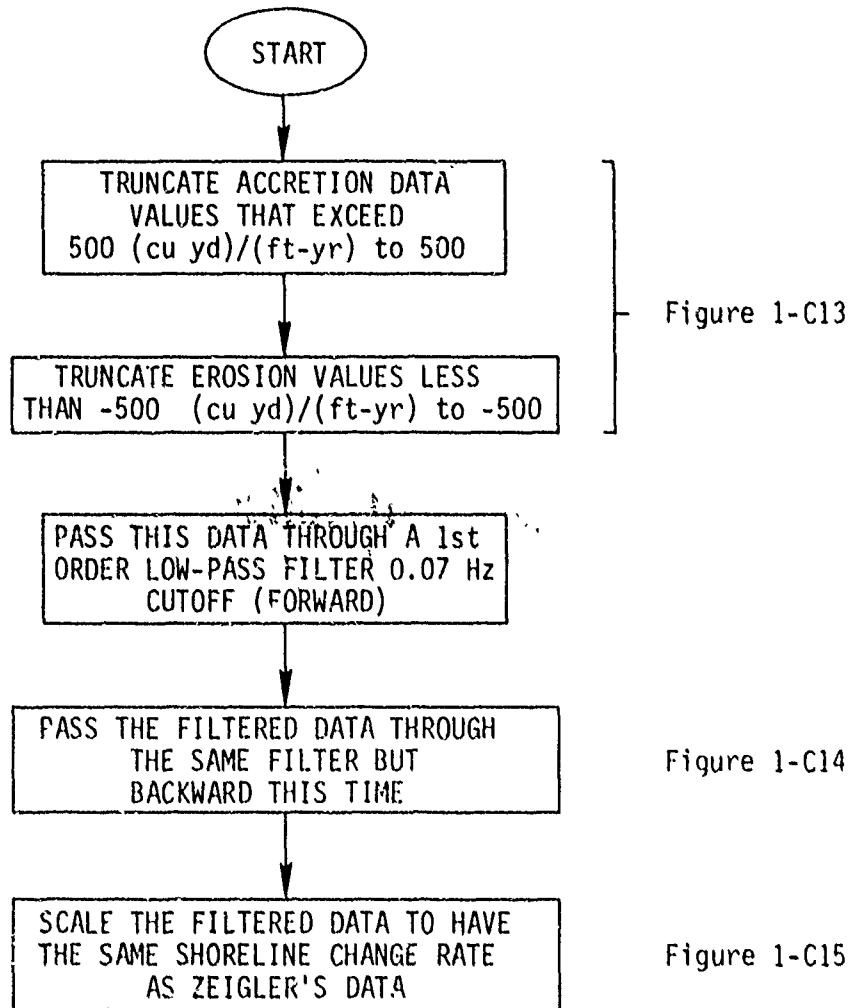 START
TRUNCATE ACCRETION DATA
VALUES THAT EXCEED
500 (cu yd)/(ft-yr) to 500
Figure 1-C13
TRUNCATE EROSION VALUES LESS
THAN -500 (cu yd)/(ft-yr) to -500
PASS THIS DATA THROUGH A 1st
ORDER LOW-PASS FILTER 0.07 Hz
CUTOFF (FORWARD)
PASS THE FILTERED DATA THROUGH
THE SAME FILTER BUT
BACKWARD THIS TIME
Figure 1-C14
SCALE THE FILTERED DATA TO HAVE
THE SAME SHORELINE CHANGE RATE
AS ZEIGLER'S DATA
Figure 1-C15